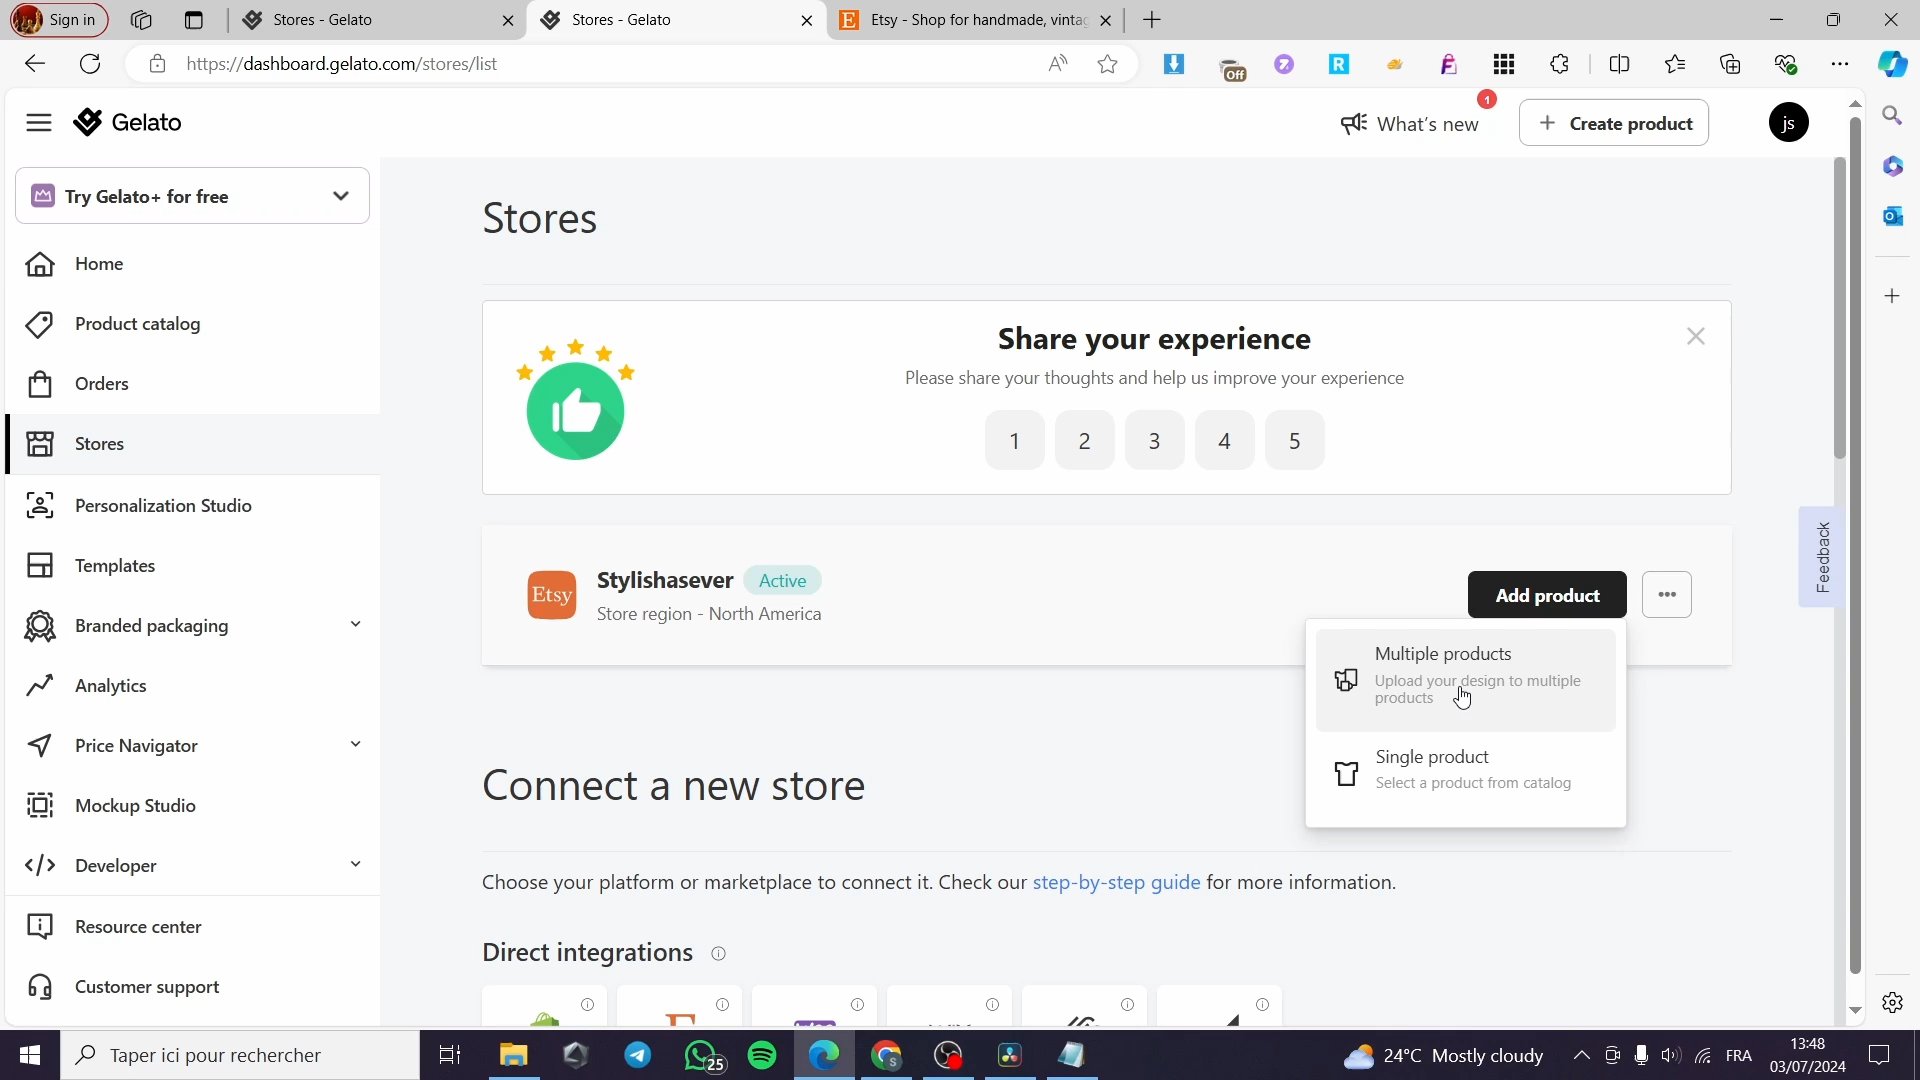 Sign in
Stores - Gelato
Stores - Gelato
Etsy - Shop for handmade, vintag
https://dashboard.gelato.com/stores/list
Off
Gelato
What's new
1
Create product
js
Try Gelato+ for free
Home
Product catalog
Orders
Stores
Personalization Studio
Templates
Branded packaging
Analytics
Price Navigator
Mockup Studio
Developer
Resource center
Customer support
Stores
Share your experience
Please share your thoughts and help us improve your experience
1 2 3 4 5
Etsy
Stylishasever Active
Store region - North America
Add product
Multiple products
Upload your design to multiple
products
Single product
Select a product from catalog
Feedback
Connect a new store
Choose your platform or marketplace to connect it. Check our step-by-step guide for more information.
Direct integrations
Taper ici pour rechercher
25
24°C Mostly cloudy
FRA
13:48
03/07/2024